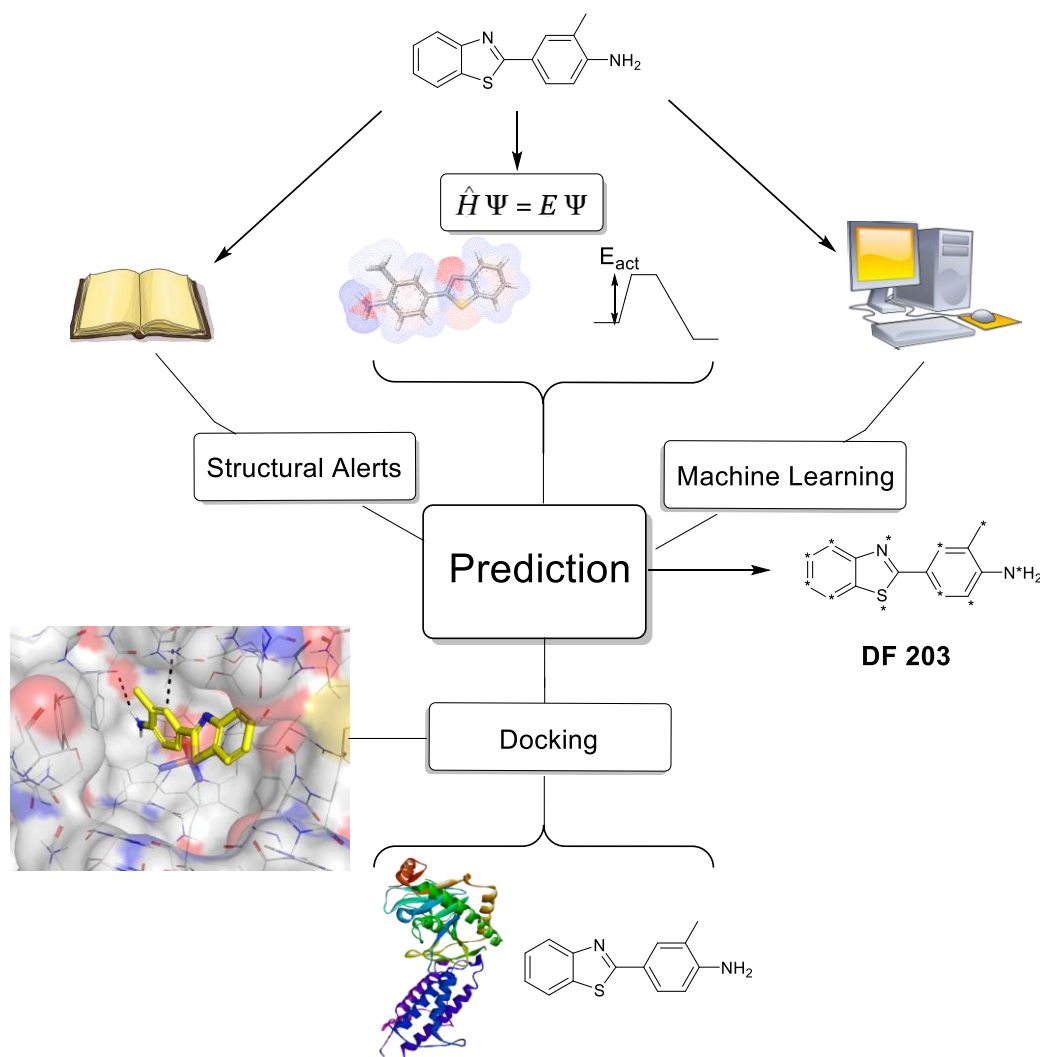 N
S
NH2
Ĥ Ψ = E Ψ
Eact
Structural Alerts
Machine Learning
Prediction
* * * * * N* S * * * * * N*H2
DF 203
Docking
N
S
NH2